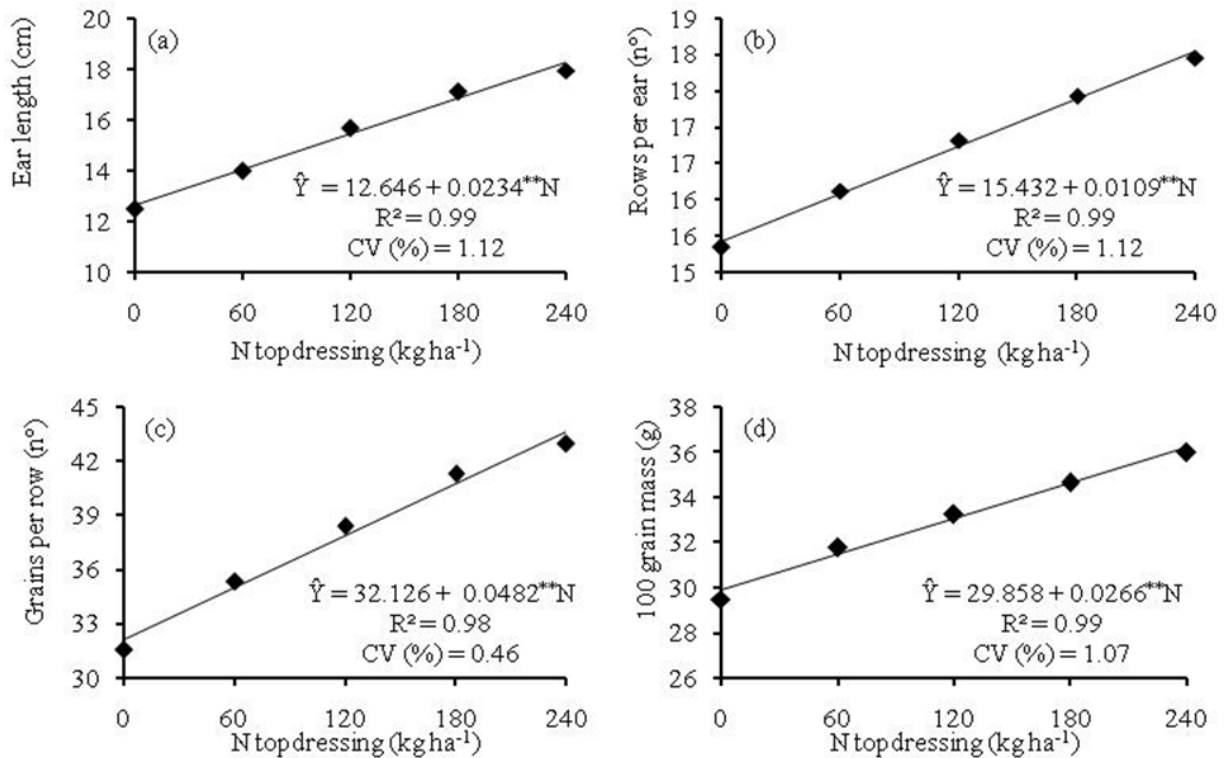 Ear length (cm)
20
18
16
14
12
10
(a)
Ŷ = 12.646 + 0.0234**N
R² = 0.99
CV (%) = 1.12
0 60 120 180 240
N topdressing (kg ha-1)
Rows per ear (n°)
18
18
17
17
16
16
15
(b)
Ŷ = 15.432 + 0.0109**N
R² = 0.99
CV (%) = 1.12
0 60 120 180 240
N topdressing (kg ha-1)
Grains per row (n°)
45
42
39
36
33
30
(c)
Ŷ = 32.126 + 0.0482**N
R² = 0.98
CV (%) = 0.46
0 60 120 180 240
N topdressing (kg ha-1)
100 grain mass (g)
38
36
34
32
30
28
26
(d)
Ŷ = 29.858 + 0.0266**N
R² = 0.99
CV (%) = 1.07
0 60 120 180 240
N topdressing (kg ha-1)